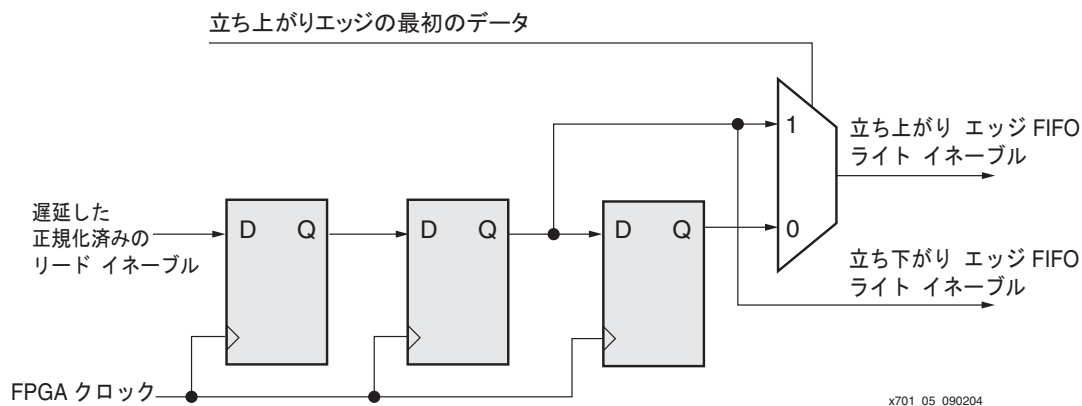 立ち上がりエッジの最初のデータ
1
立ち上がり エッジ FIFO
ライト イネーブル
遅延した
正規化済みの
リード イネーブル
D Q
D Q
D Q
0
立ち下がり エッジ FIFO
ライト イネーブル
FPGA クロック
x701_05_090204